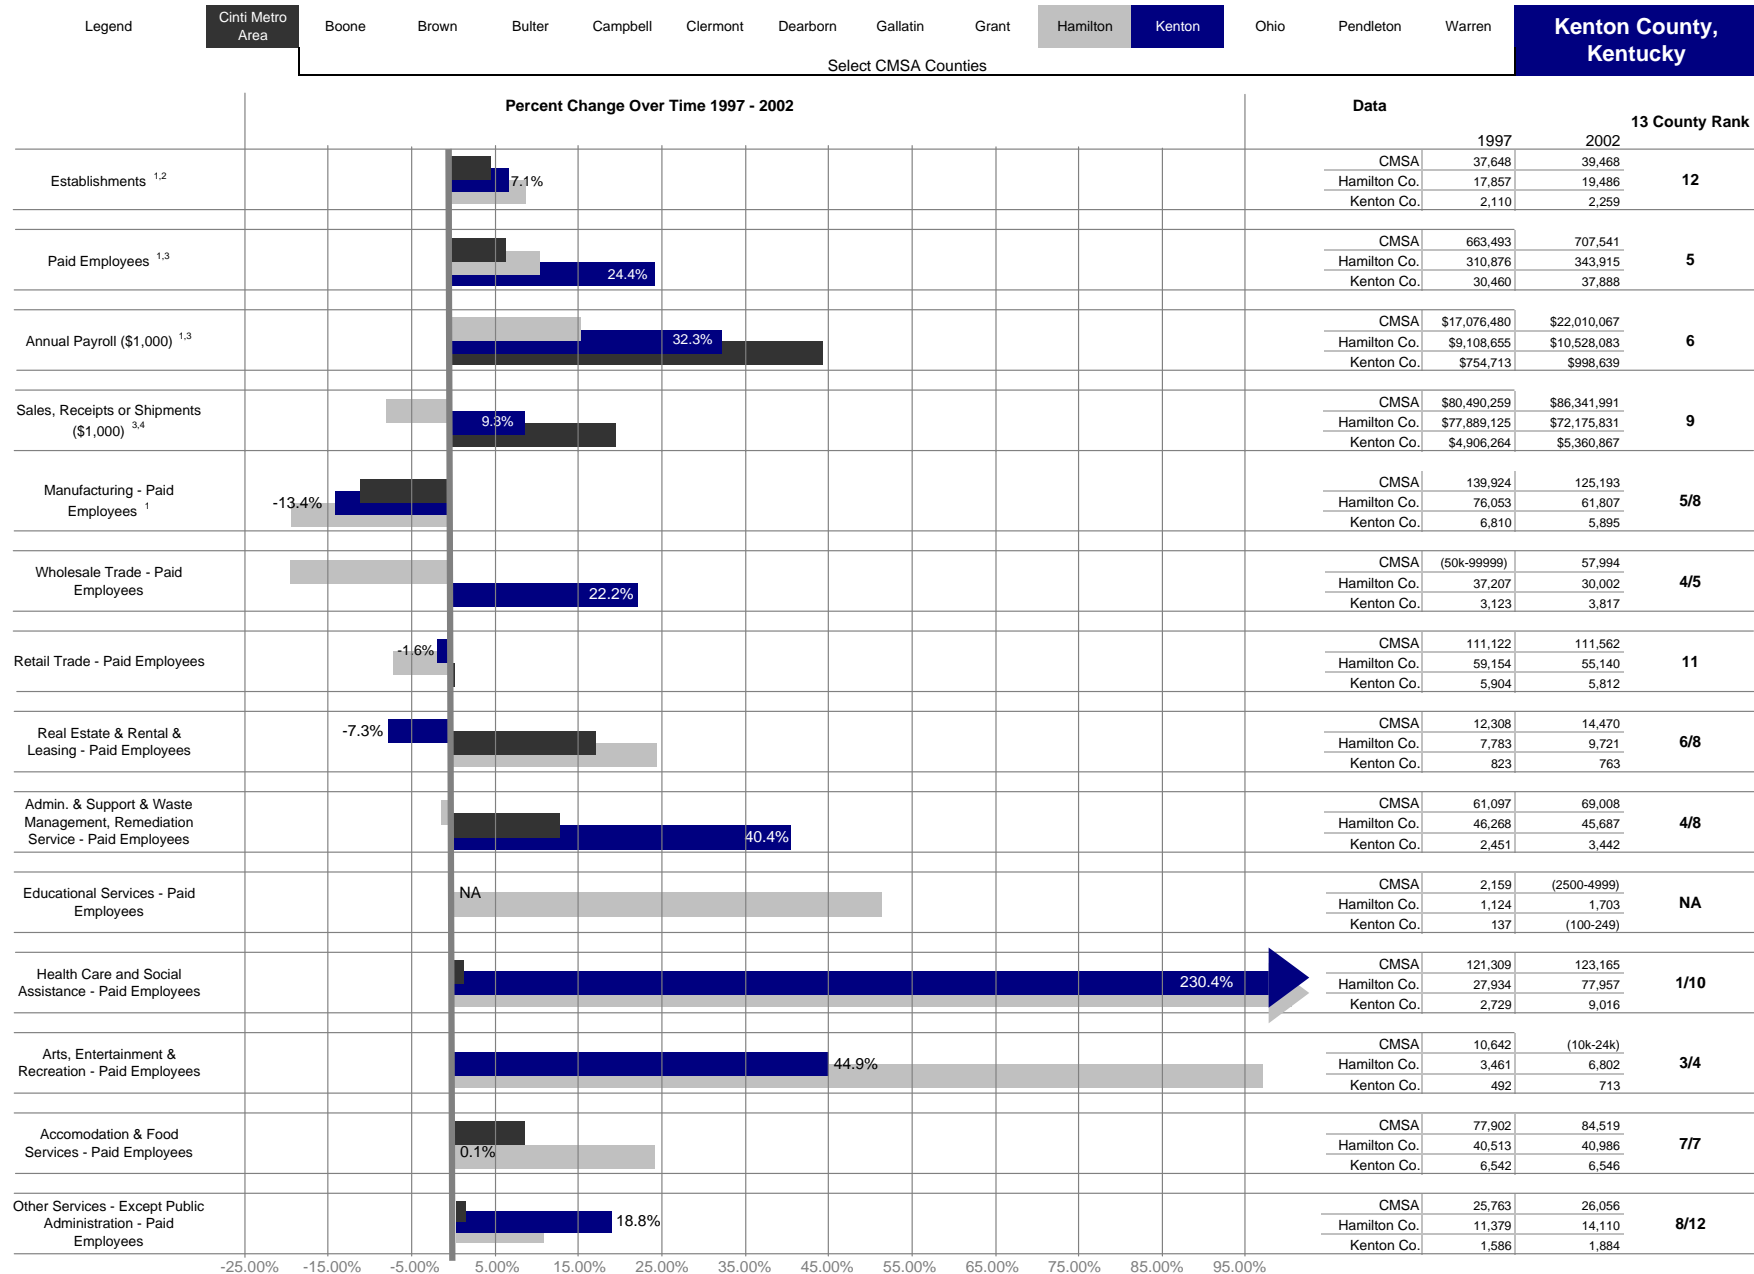 Legend Cinti Metro Area Boone Brown Bulter Campbell Clermont Dearborn Gallatin Grant Hamilton Kenton Ohio Pendleton Warren Kenton County, Kentucky
Select CMSA Counties
Percent Change Over Time 1997 - 2002 Data
13 County Rank
1997 2002
Establishments 1,2
7.1%
CMSA 37,648 39,468
Hamilton Co. 17,857 19,486 12
Kenton Co. 2,110 2,259
Paid Employees 1,3
24.4%
CMSA 663,493 707,541
Hamilton Co. 310,876 343,915 5
Kenton Co. 30,460 37,888
Annual Payroll ($1,000) 1,3
32.3%
CMSA $17,076,480 $22,010,067
Hamilton Co. $9,108,655 $10,528,083 6
Kenton Co. $754,713 $998,639
Sales, Receipts or Shipments
($1,000) 3,4
9.3%
CMSA $80,490,259 $86,341,991
Hamilton Co. $77,889,125 $72,175,831 9
Kenton Co. $4,906,264 $5,360,867
Manufacturing - Paid
Employees 1
-13.4%
CMSA 139,924 125,193
Hamilton Co. 76,053 61,807 5/8
Kenton Co. 6,810 5,895
Wholesale Trade - Paid
Employees
22.2%
CMSA (50k-99999) 57,994
Hamilton Co. 37,207 30,002 4/5
Kenton Co. 3,123 3,817
Retail Trade - Paid Employees
-1.6%
CMSA 111,122 111,562
Hamilton Co. 59,154 55,140 11
Kenton Co. 5,904 5,812
Real Estate & Rental &
Leasing - Paid Employees
-7.3%
CMSA 12,308 14,470
Hamilton Co. 7,783 9,721 6/8
Kenton Co. 823 763
Admin. & Support & Waste
Management, Remediation
Service - Paid Employees
40.4%
CMSA 61,097 69,008
Hamilton Co. 46,268 45,687 4/8
Kenton Co. 2,451 3,442
Educational Services - Paid
Employees
NA
CMSA 2,159 (2500-4999)
Hamilton Co. 1,124 1,703 NA
Kenton Co. 137 (100-249)
Health Care and Social
Assistance - Paid Employees
230.4%
CMSA 121,309 123,165
Hamilton Co. 27,934 77,957 1/10
Kenton Co. 2,729 9,016
Arts, Entertainment &
Recreation - Paid Employees
44.9%
CMSA 10,642 (10k-24k)
Hamilton Co. 3,461 6,802 3/4
Kenton Co. 492 713
Accomodation & Food
Services - Paid Employees
0.1%
CMSA 77,902 84,519
Hamilton Co. 40,513 40,986 7/7
Kenton Co. 6,542 6,546
Other Services - Except Public
Administration - Paid
Employees
18.8%
CMSA 25,763 26,056
Hamilton Co. 11,379 14,110 8/12
Kenton Co. 1,586 1,884
-25.00% -15.00% -5.00% 5.00% 15.00% 25.00% 35.00% 45.00% 55.00% 65.00% 75.00% 85.00% 95.00%